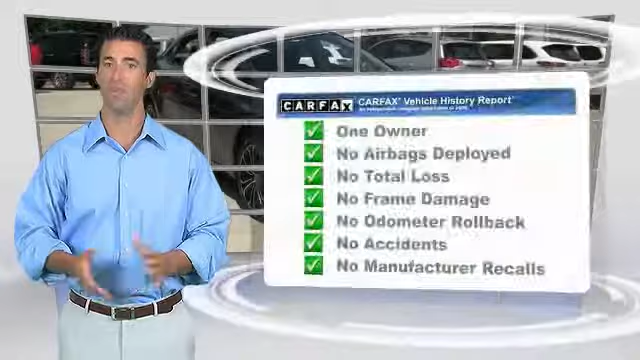 CARFAX
CARFAX Vehicle History Report
One Owner
No Airbags Deployed
No Total Loss
No Frame Damage
No Odometer Rollback
No Accidents
No Manufacturer Recalls